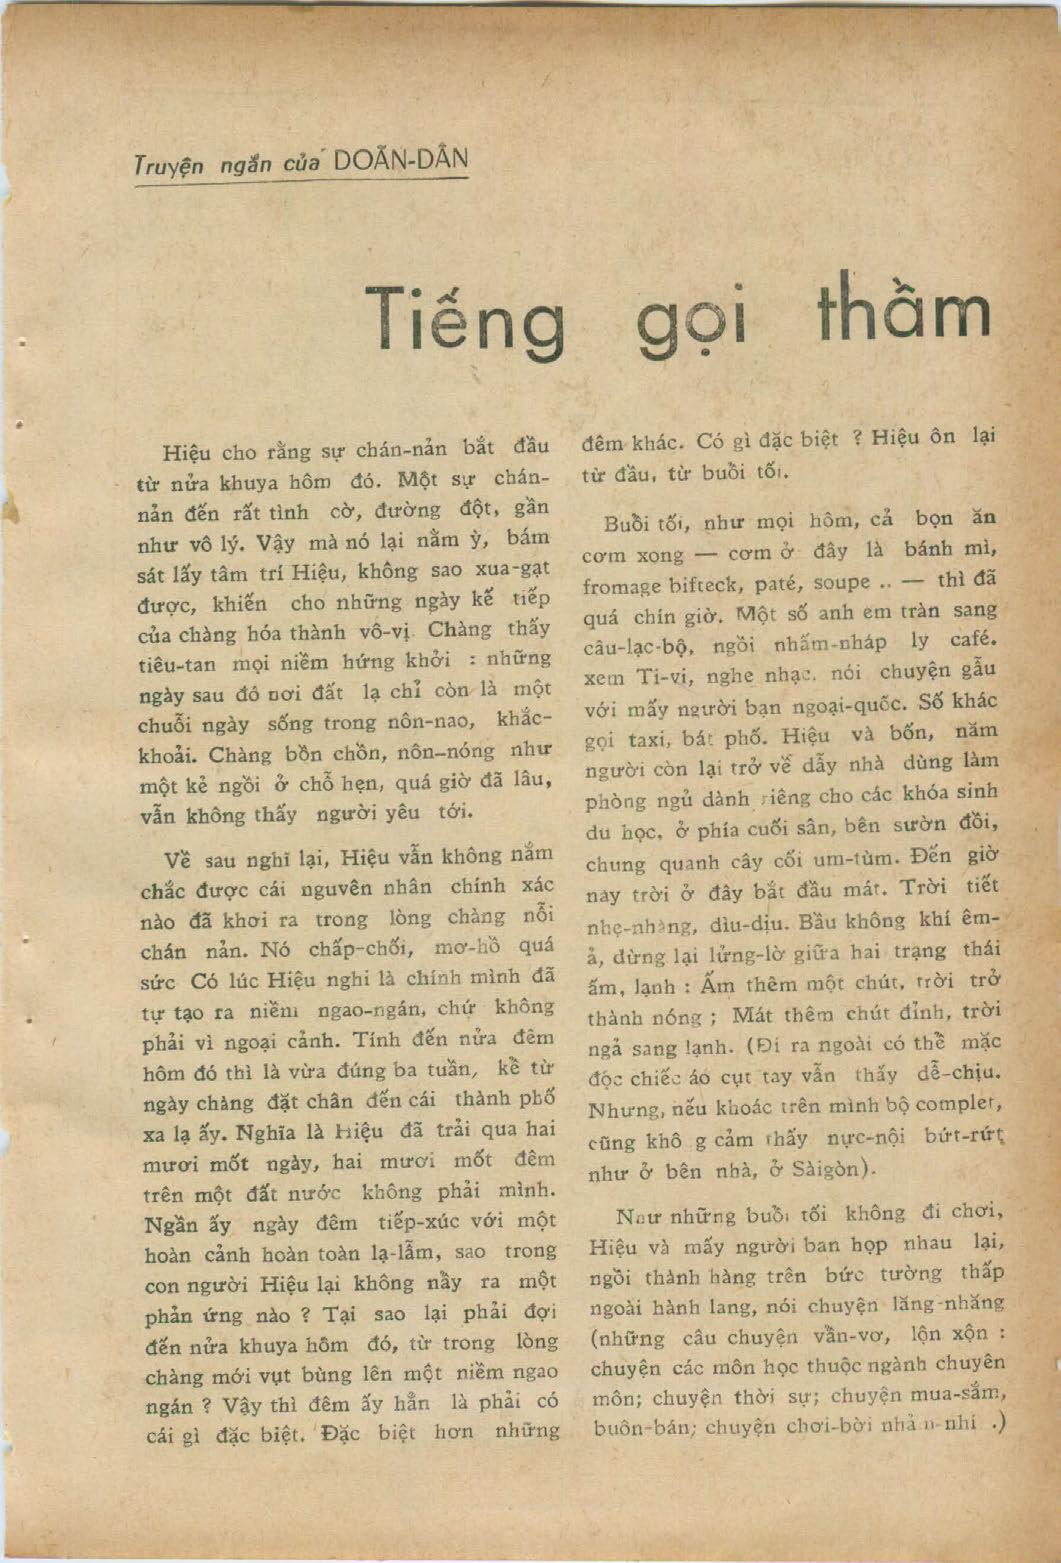 Truyện ngắn của DOÃN-DÂN
Tiếng gọi thầm
Hiệu cho rằng sự chán-nản bắt đầu
từ nửa khuya hôm đó. Một sự chán-
nản đến rất tình cờ, đường đột, gần
như vô lý. Vậy mà nó lại nằm ỳ, bám
sát lấy tâm trí Hiệu, không sao xua-gạt
được, khiến cho những ngày kế tiếp
của chàng hóa thành vô-vị. Chàng thấy
tiêu-tan mọi niềm hứng khởi : những
ngày sau đó nơi đất lạ chỉ còn là một
chuỗi ngày sống trong nôn-nao, khắc-
khoải. Chàng bồn chồn, nôn-nóng như
một kẻ ngồi ở chỗ hẹn, quá giờ đã lâu,
vẫn không thấy người yêu tới.
Về sau nghĩ lại, Hiệu vẫn không nắm
chắc được cái nguyên nhân chính xác
nào đã khơi ra trong lòng chàng nỗi
chán nản. Nó chấp-chối, mơ-hồ quá
sức Có lúc Hiệu nghi là chính mình đã
tự tạo ra niềm ngao-ngán, chứ không
phải vì ngoại cảnh. Tính đến nửa đêm
hôm đó thì là vừa đúng ba tuần, kể từ
ngày chàng đặt chân đến cái thành phố
xa lạ ấy. Nghĩa là Hiệu đã trải qua hai
mươi mốt ngày, hai mươi mốt đêm
trên một đất nước không phải mình.
Ngần ấy ngày đêm tiếp-xúc với một
hoàn cảnh hoàn toàn lạ-lẫm, sao trong
con người Hiệu lại không nẩy ra một
phản ứng nào ? Tại sao lại phải đợi
đến nửa khuya hôm đó, từ trong lòng
chàng mới vụt bùng lên một niềm ngao
ngán ? Vậy thì đêm ấy hẳn là phải có
cái gì đặc biệt. Đặc biệt hơn những
đêm khác. Có gì đặc biệt ? Hiệu ôn lại
từ đầu, từ buổi tối.
Buổi tối, như mọi hôm, cả bọn ăn
cơm xong — cơm ở đây là bánh mì,
fromage bifteck, paté, soupe .. — thì đã
quá chín giờ. Một số anh em tràn sang
câu-lạc-bộ, ngồi nhấm-nháp ly café.
xem Ti-vi, nghe nhạc, nói chuyện gẫu
với mấy người bạn ngoại-quốc. Số khác
gọi taxi, bát phố. Hiệu và bốn, năm
người còn lại trở về dẫy nhà dùng làm
phòng ngủ dành riêng cho các khóa sinh
du học, ở phía cuối sân, bên sườn đồi,
chung quanh cây cối um-tùm. Đến giờ
này trời ở đây bắt đầu mát. Trời tiết
nhẹ-nhàng, dìu-dịu. Bầu không khí êm-
ả, dừng lại lửng-lờ giữa hai trạng thái
ấm, lạnh : Ấm thêm một chút, trời trở
thành nóng ; Mát thêm chút đỉnh, trời
ngả sang lạnh. (Đi ra ngoài có thể mặc
độc chiếc áo cụt tay vẫn thấy dễ-chịu.
Nhưng, nếu khoác trên mình bộ complet,
cũng khô g cảm thấy nực-nội bứt-rứt
như ở bên nhà, ở Sàigòn).
Như những buổi tối không đi chơi,
Hiệu và mấy người bạn họp nhau lại,
ngồi thành hàng trên bức tường thấp
ngoài hành lang, nói chuyện lăng-nhăng
(những câu chuyện vẩn-vơ, lộn xộn :
chuyện các môn học thuộc ngành chuyên
môn; chuyện thời sự; chuyện mua-sắm,
buôn-bán; chuyện chơi-bời nhả n-nhí .)